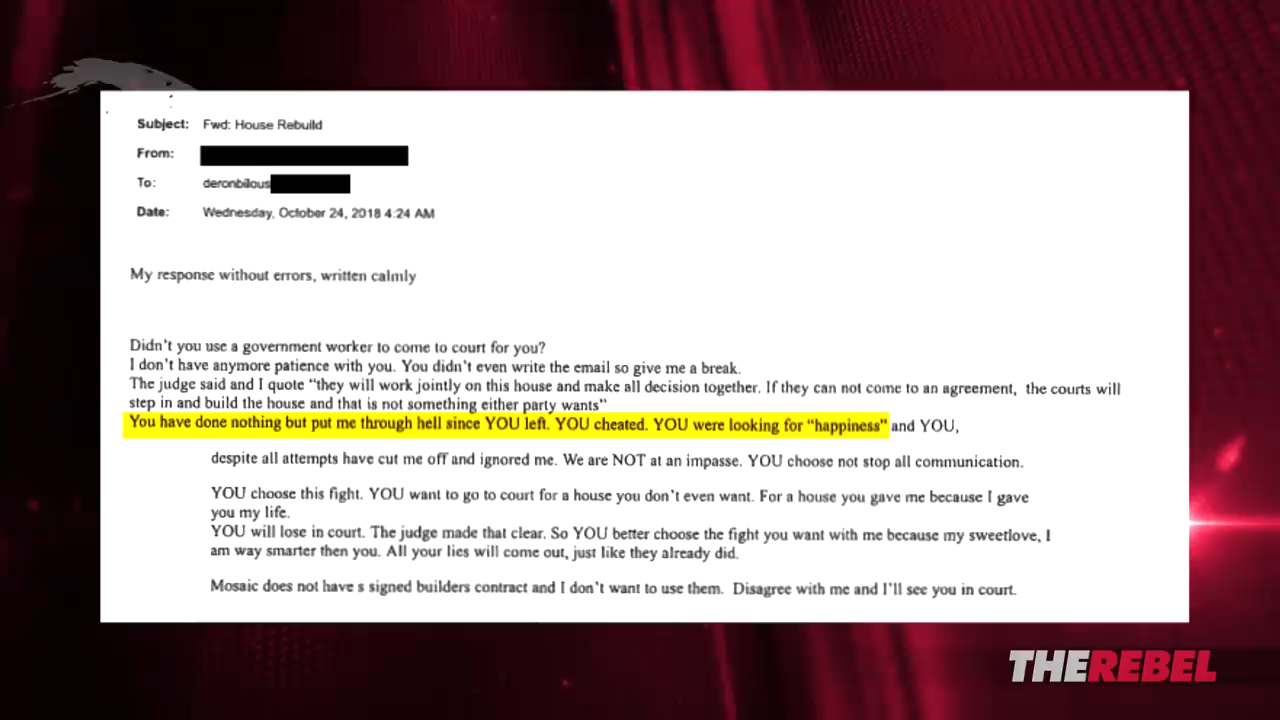 Subject: Fwd: House Rebuild
From:
To: deronbilous
Date: Wednesday, October 24, 2018 4:24 AM
My response without errors, written calmly
Didn't you use a government worker to come to court for you?
I don't have anymore patience with you. You didn't even write the email so give me a break.
The judge said and I quote "they will work jointly on this house and make all decision together. If they can not come to an agreement, the courts will
step in and build the house and that is not something either party wants"
You have done nothing but put me through hell since YOU left. YOU cheated. YOU were looking for "happiness" and YOU,
despite all attempts have cut me off and ignored me. We are NOT at an impasse. YOU choose not stop all communication.
YOU choose this fight. YOU want to go to court for a house you don't even want. For a house you gave me because I gave
you my life.
YOU will lose in court. The judge made that clear. So YOU better choose the fight you want with me because my sweetlove, I
am way smarter then you. All your lies will come out, just like they already did.
Mosaic does not have s signed builders contract and I don't want to use them. Disagree with me and I'll see you in court.
THE REBEL